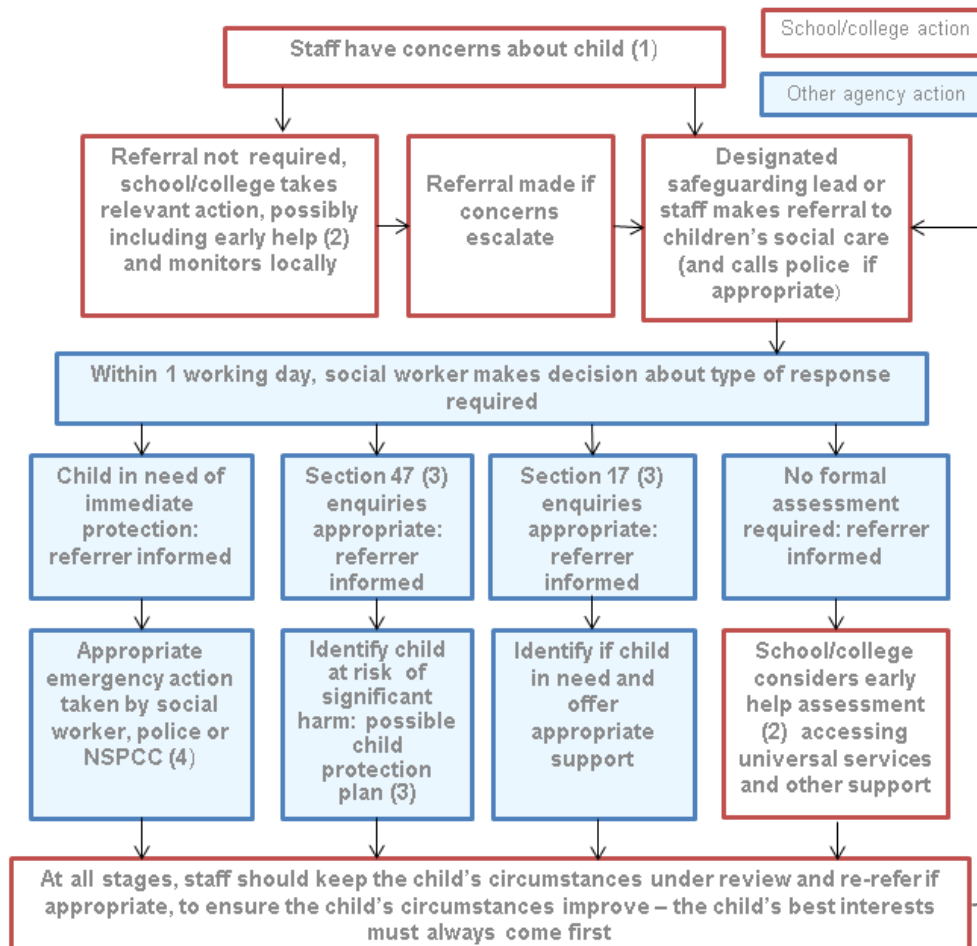 School/college action
Staff have concerns about child (1)
Other agency action
Referral not required,
school/college takes
relevant action, possibly
including early help (2)
and monitors locally
Referral made if
concerns
escalate
Designated
safeguarding lead or
staff makes referral to
children's social care
(and calls police if
appropriate)
Within 1 working day, social worker makes decision about type of response
required
Child in need of
immediate
protection:
referrer informed
Section 47 (3)
enquiries
appropriate:
referrer
informed
Section 17 (3)
enquiries
appropriate:
referrer
informed
No formal
assessment
required: referrer
informed
Appropriate
emergency action
taken by social
worker, police or
NSPCC (4)
Identify child
at risk of
significant
harm: possible
child
protection
plan (3)
Identify if child
in need and
offer
appropriate
support
School/college
considers early
help assessment
(2) accessing
universal services
and other support
At all stages, staff should keep the child's circumstances under review and re-refer if
appropriate, to ensure the child's circumstances improve – the child's best interests
must always come first